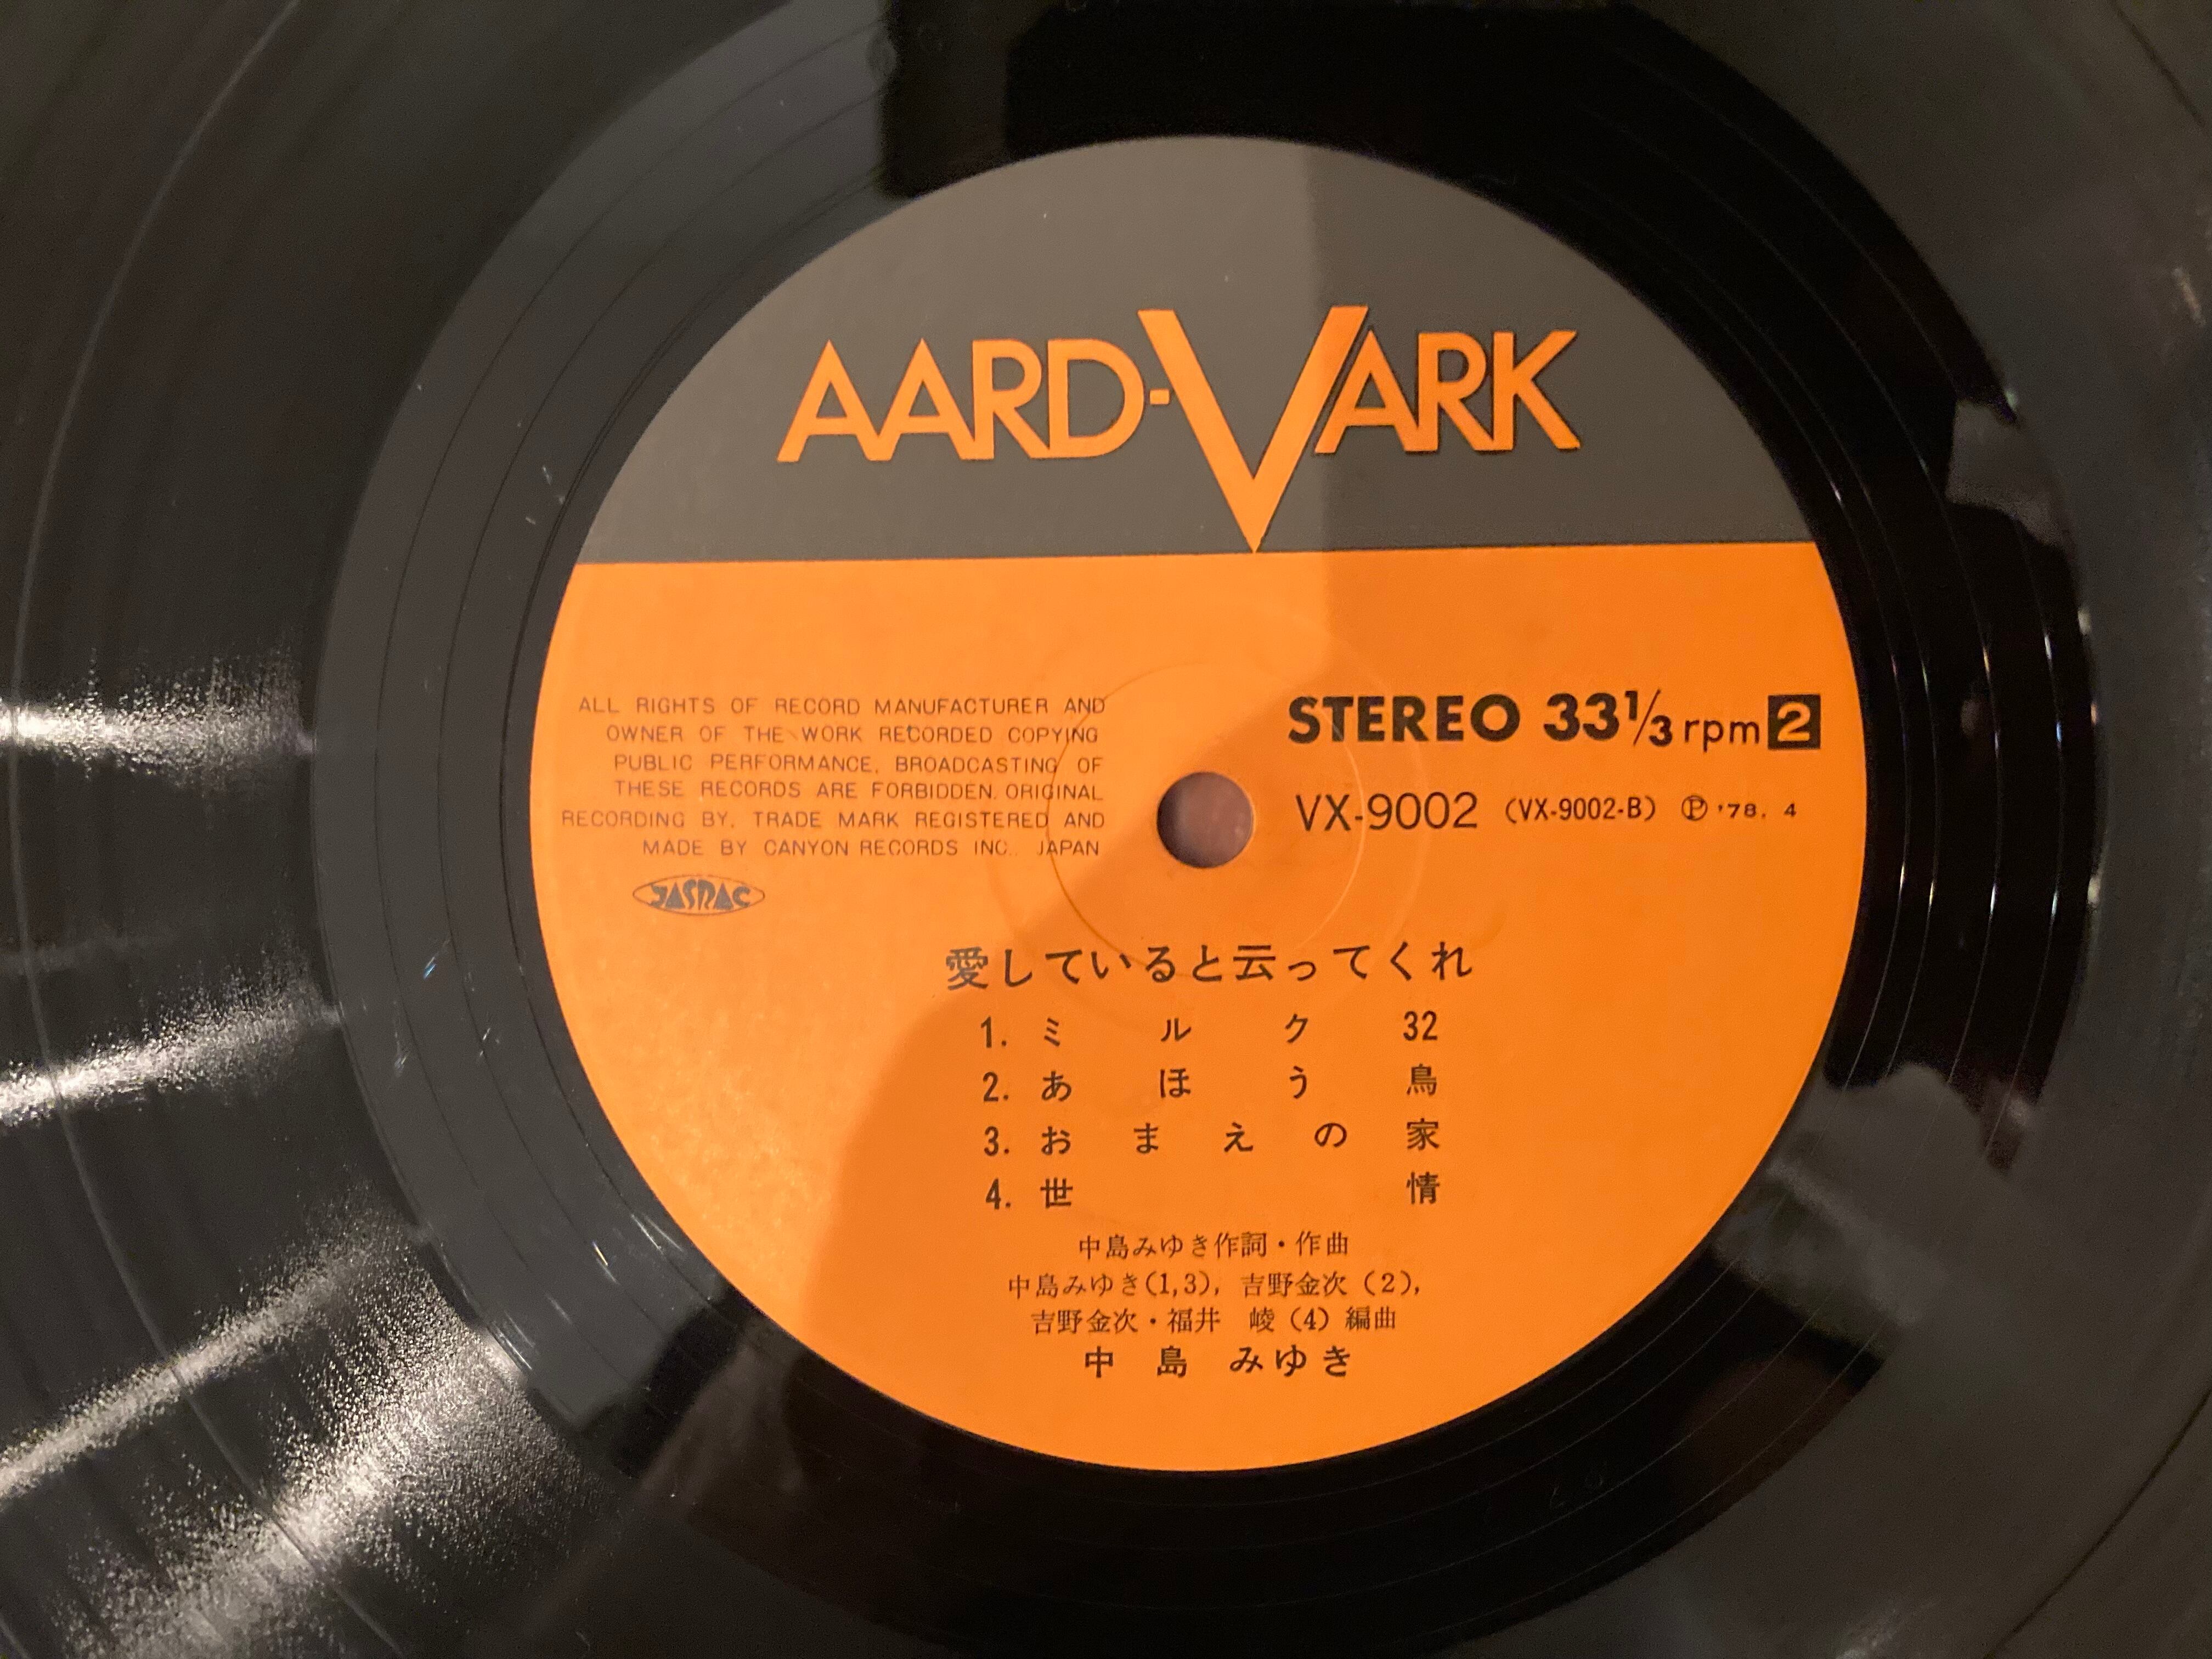 AARD-VARK
ALL RIGHTS OF RECORD MANUFACTURER AND
OWNER OF THE WORK RECORDED COPYING
PUBLIC PERFORMANCE, BROADCASTING OF
THESE RECORDS ARE FORBIDDEN. ORIGINAL
RECORDING BY. TRADE MARK REGISTERED AND
MADE BY CANYON RECORDS INC.. JAPAN
JASRAC
STEREO 33 1/3 rpm 2
VX-9002 (VX-9002-B) Ⓟ '78. 4
愛していると云ってくれ
1. ミルク 32
2. あほう鳥
3. おまえの家
4. 世情
中島みゆき作詞・作曲
中島みゆき(1,3), 吉野金次 (2),
吉野金次・福井 崚 (4) 編曲
中島 みゆき